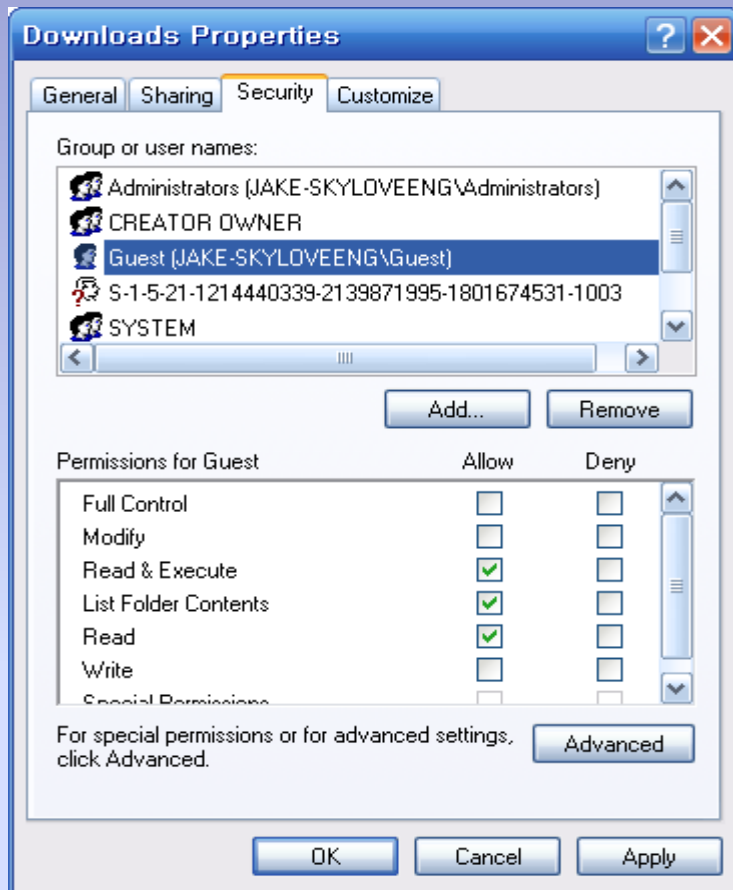 Downloads Properties
General Sharing Security Customize
Group or user names:
Administrators (JAKE-SKYLOVEENG\Administrators)
CREATOR OWNER
Guest (JAKE-SKYLOVEENG\Guest)
S-1-5-21-1214440339-2139871995-1801674531-1003
SYSTEM
Add... Remove
Permissions for Guest Allow Deny
Full Control
Modify
Read & Execute
List Folder Contents
Read
Write
Special Permissions
For special permissions or for advanced settings,
click Advanced.
Advanced
OK Cancel Apply